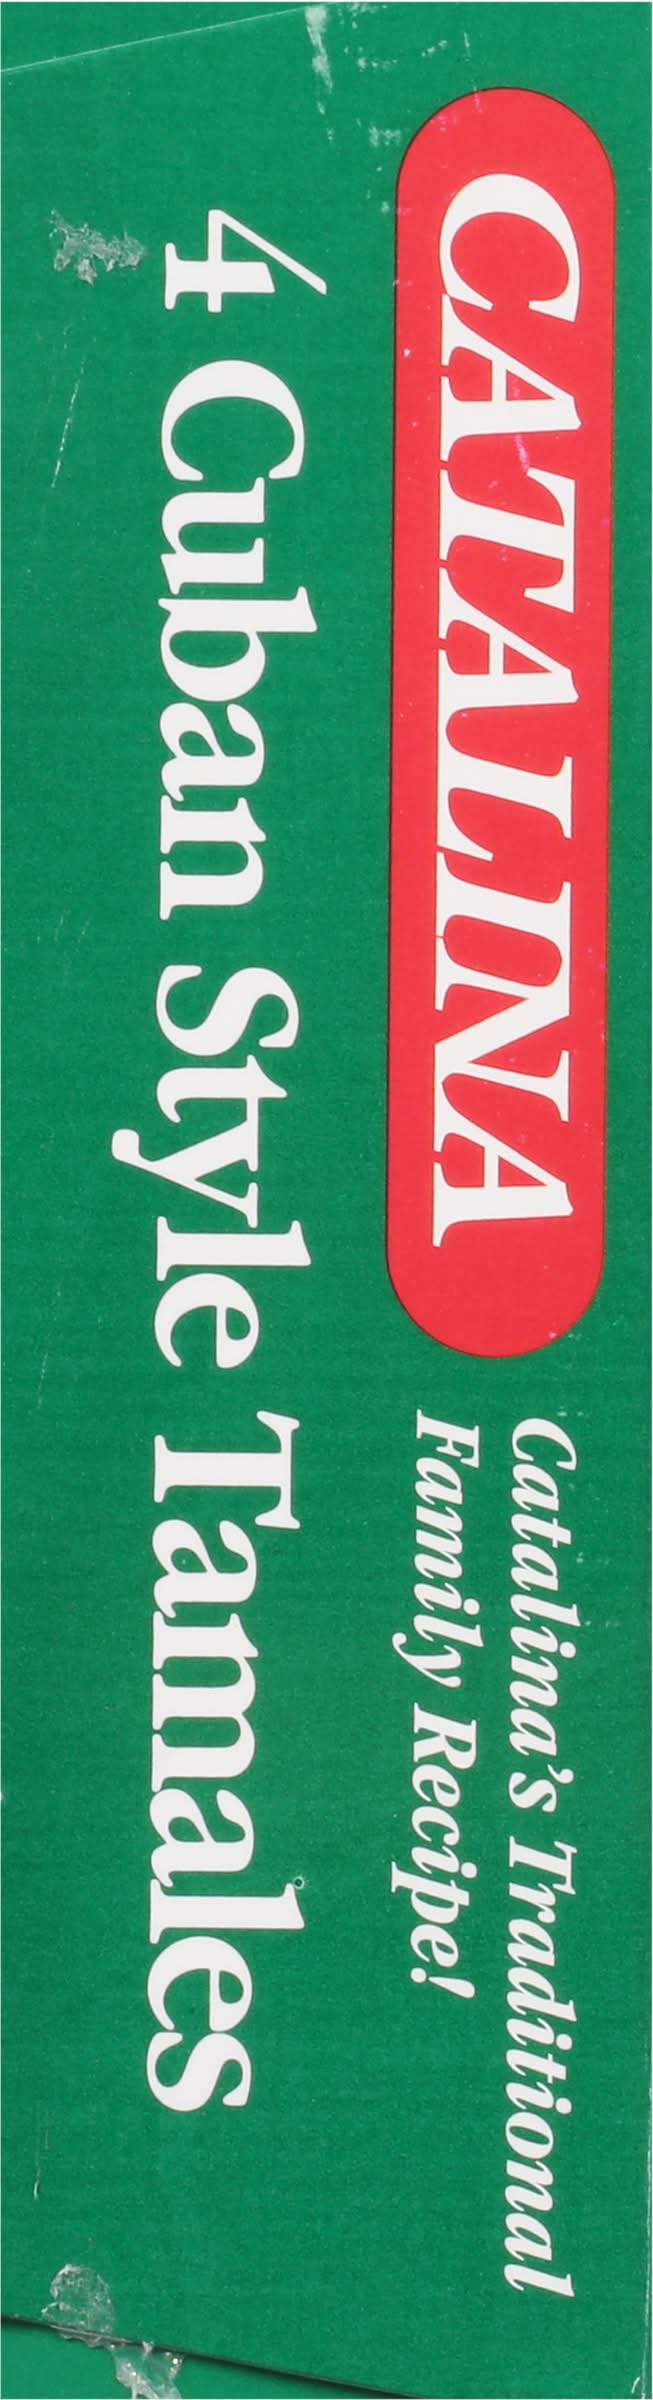 CATALINA
Catalina's Traditional
Family Recipe!
4 Cuban Style Tamales